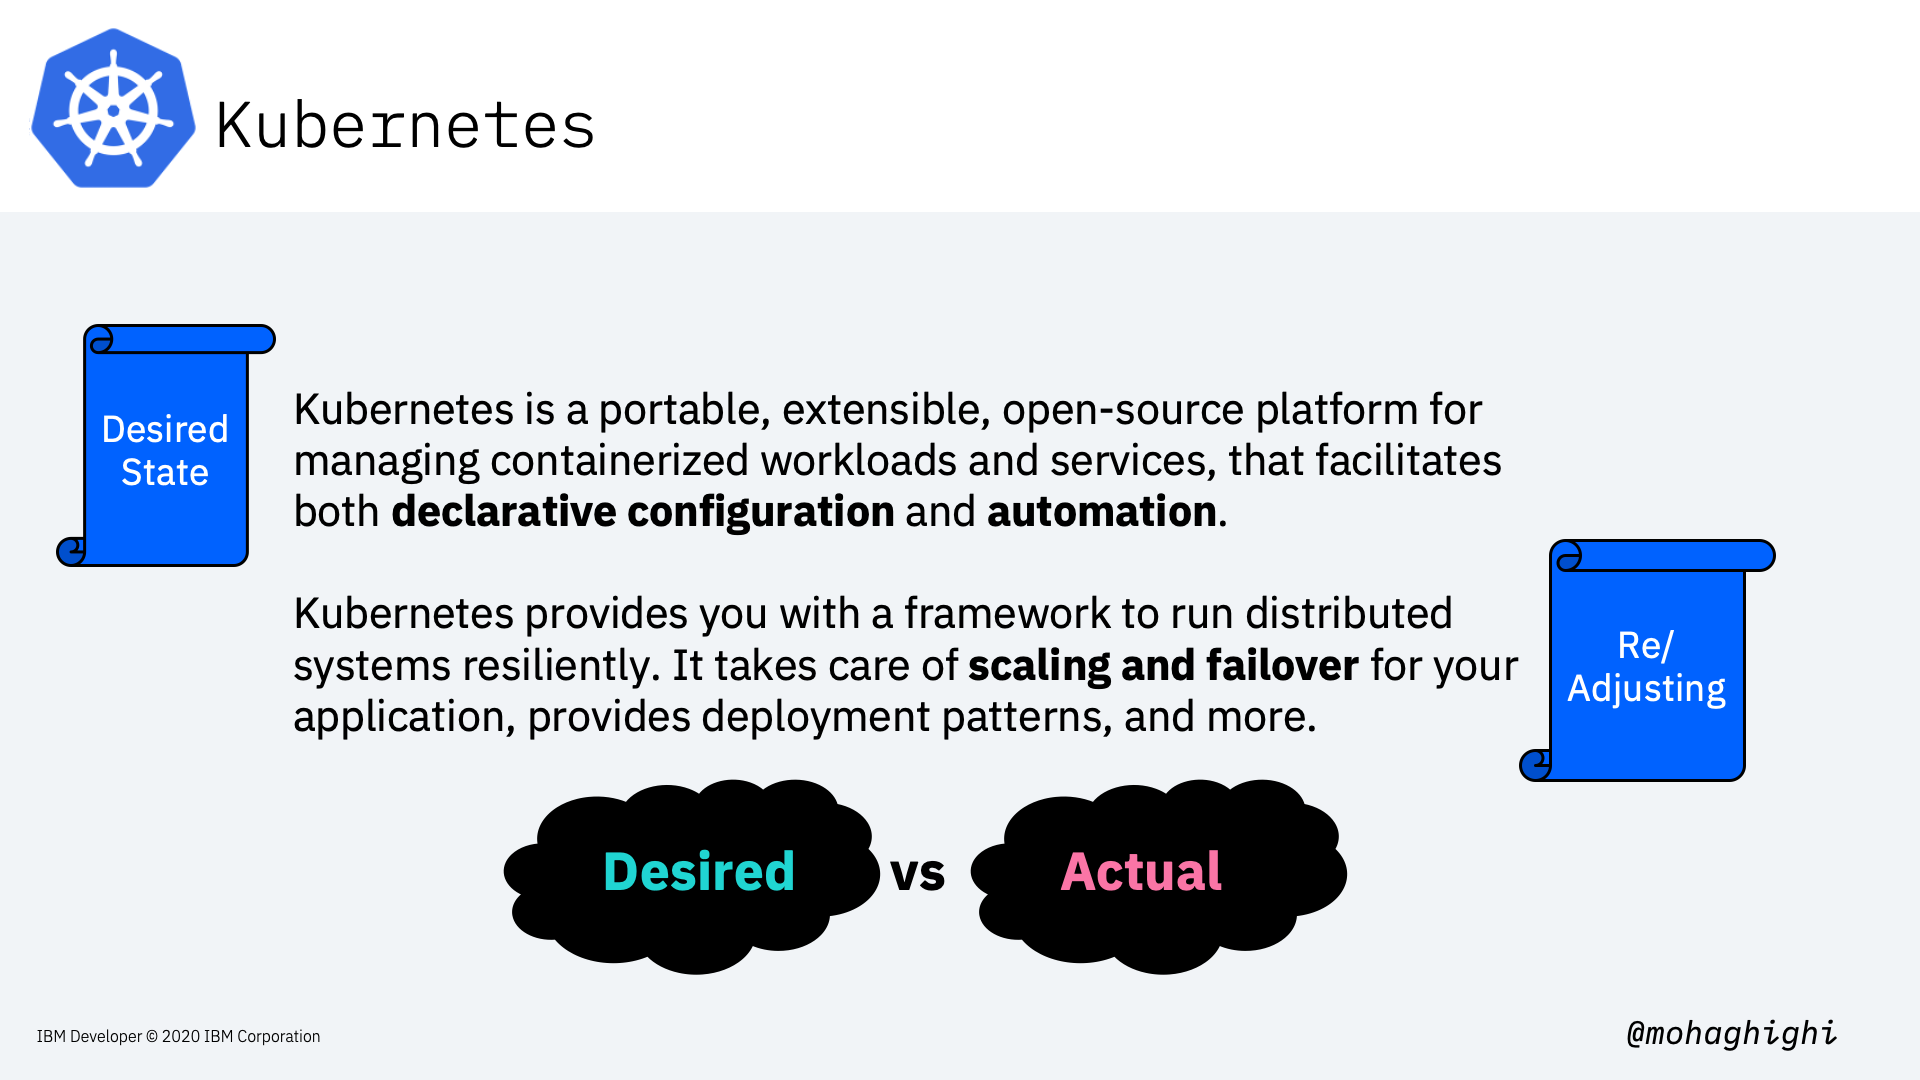 Kubernetes
Desired
State
Kubernetes is a portable, extensible, open-source platform for
managing containerized workloads and services, that facilitates
both declarative configuration and automation.
Kubernetes provides you with a framework to run distributed
systems resiliently. It takes care of scaling and failover for your
application, provides deployment patterns, and more.
Re/
Adjusting
Desired vs Actual
IBM Developer © 2020 IBM Corporation
@mohaghighi